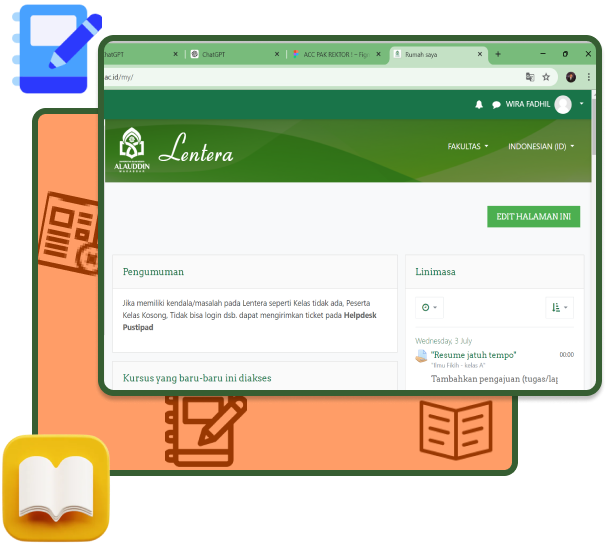 ChatGPT
ChatGPT
ACC PAK REKTOR ! – Fig
Rumah saya
ac.id/my/
WIRA FADHIL
ALAUDDIN
Lentera
FAKULTAS
INDONESIAN (ID)
EDIT HALAMAN INI
Pengumuman
Jika memiliki kendala/masalah pada Lentera seperti Kelas tidak ada, Peserta
Kelas Kosong, Tidak bisa login dsb. dapat mengirimkan ticket pada Helpdesk
Pustipad
Kursus yang baru-baru ini diakses
Linimasa
Wednesday, 3 July
"Resume jatuh tempo"
00:00
"Ilmu Fikih - kelas A"
Tambahkan pengajuan (tugas/lap